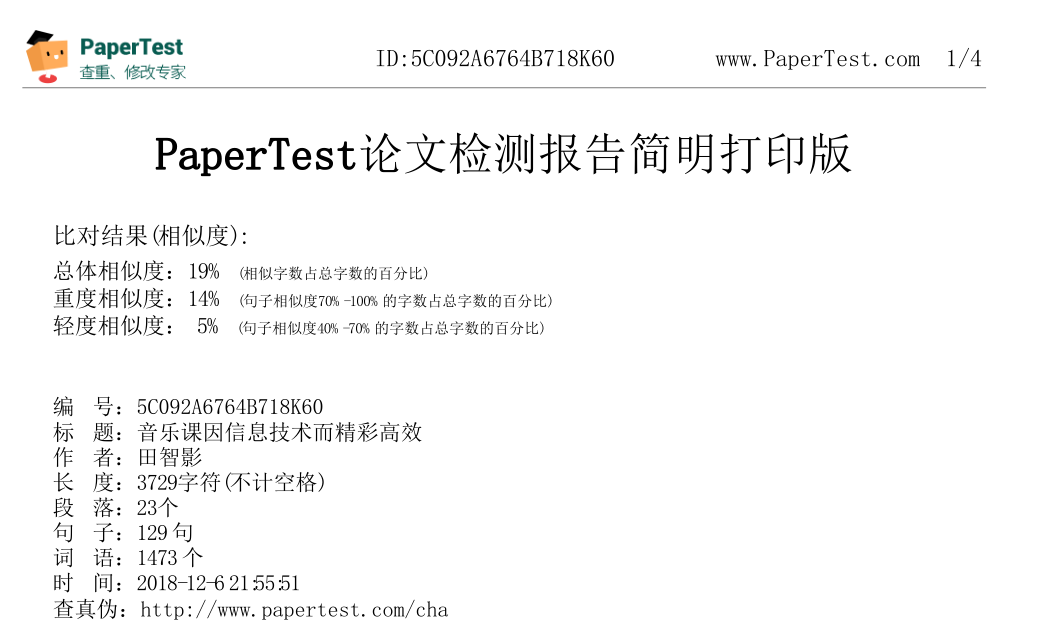 PaperTest
查重、修改专家
ID:5C092A6764B718K60 www.PaperTest.com 1/4
PaperTest论文检测报告简明打印版
比对结果(相似度):
总体相似度: 19% (相似字数占总字数的百分比)
重度相似度: 14% (句子相似度70%-100%的字数占总字数的百分比)
轻度相似度: 5% (句子相似度40%-70%的字数占总字数的百分比)
编 号: 5C092A6764B718K60
标 题: 音乐课因信息技术而精彩高效
作 者: 田智影
长 度: 3729字符(不计空格)
段 落: 23个
句 子: 129句
词 语: 1473个
时 间: 2018-12-6 21:55:51
查真伪: http://www.papertest.com/cha